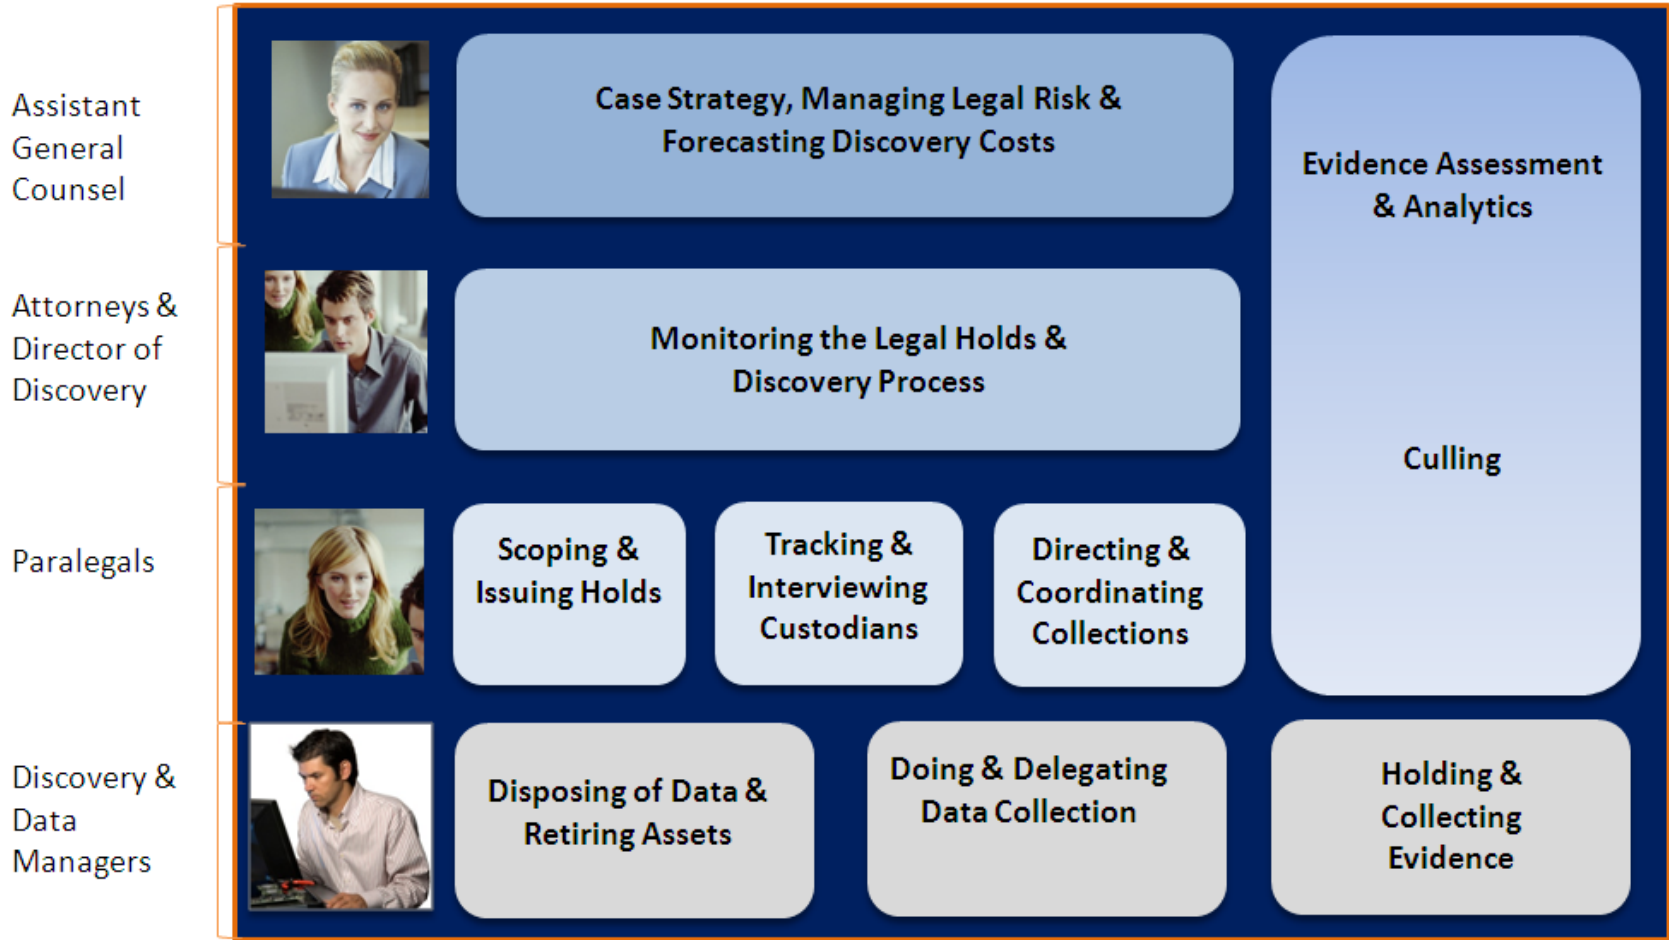 Assistant
General
Counsel
Case Strategy, Managing Legal Risk &
Forecasting Discovery Costs
Evidence Assessment
& Analytics
Attorneys &
Director of
Discovery
Monitoring the Legal Holds &
Discovery Process
Culling
Paralegals
Scoping &
Issuing Holds
Tracking &
Interviewing
Custodians
Directing &
Coordinating
Collections
Discovery &
Data
Managers
Disposing of Data &
Retiring Assets
Doing & Delegating
Data Collection
Holding &
Collecting
Evidence